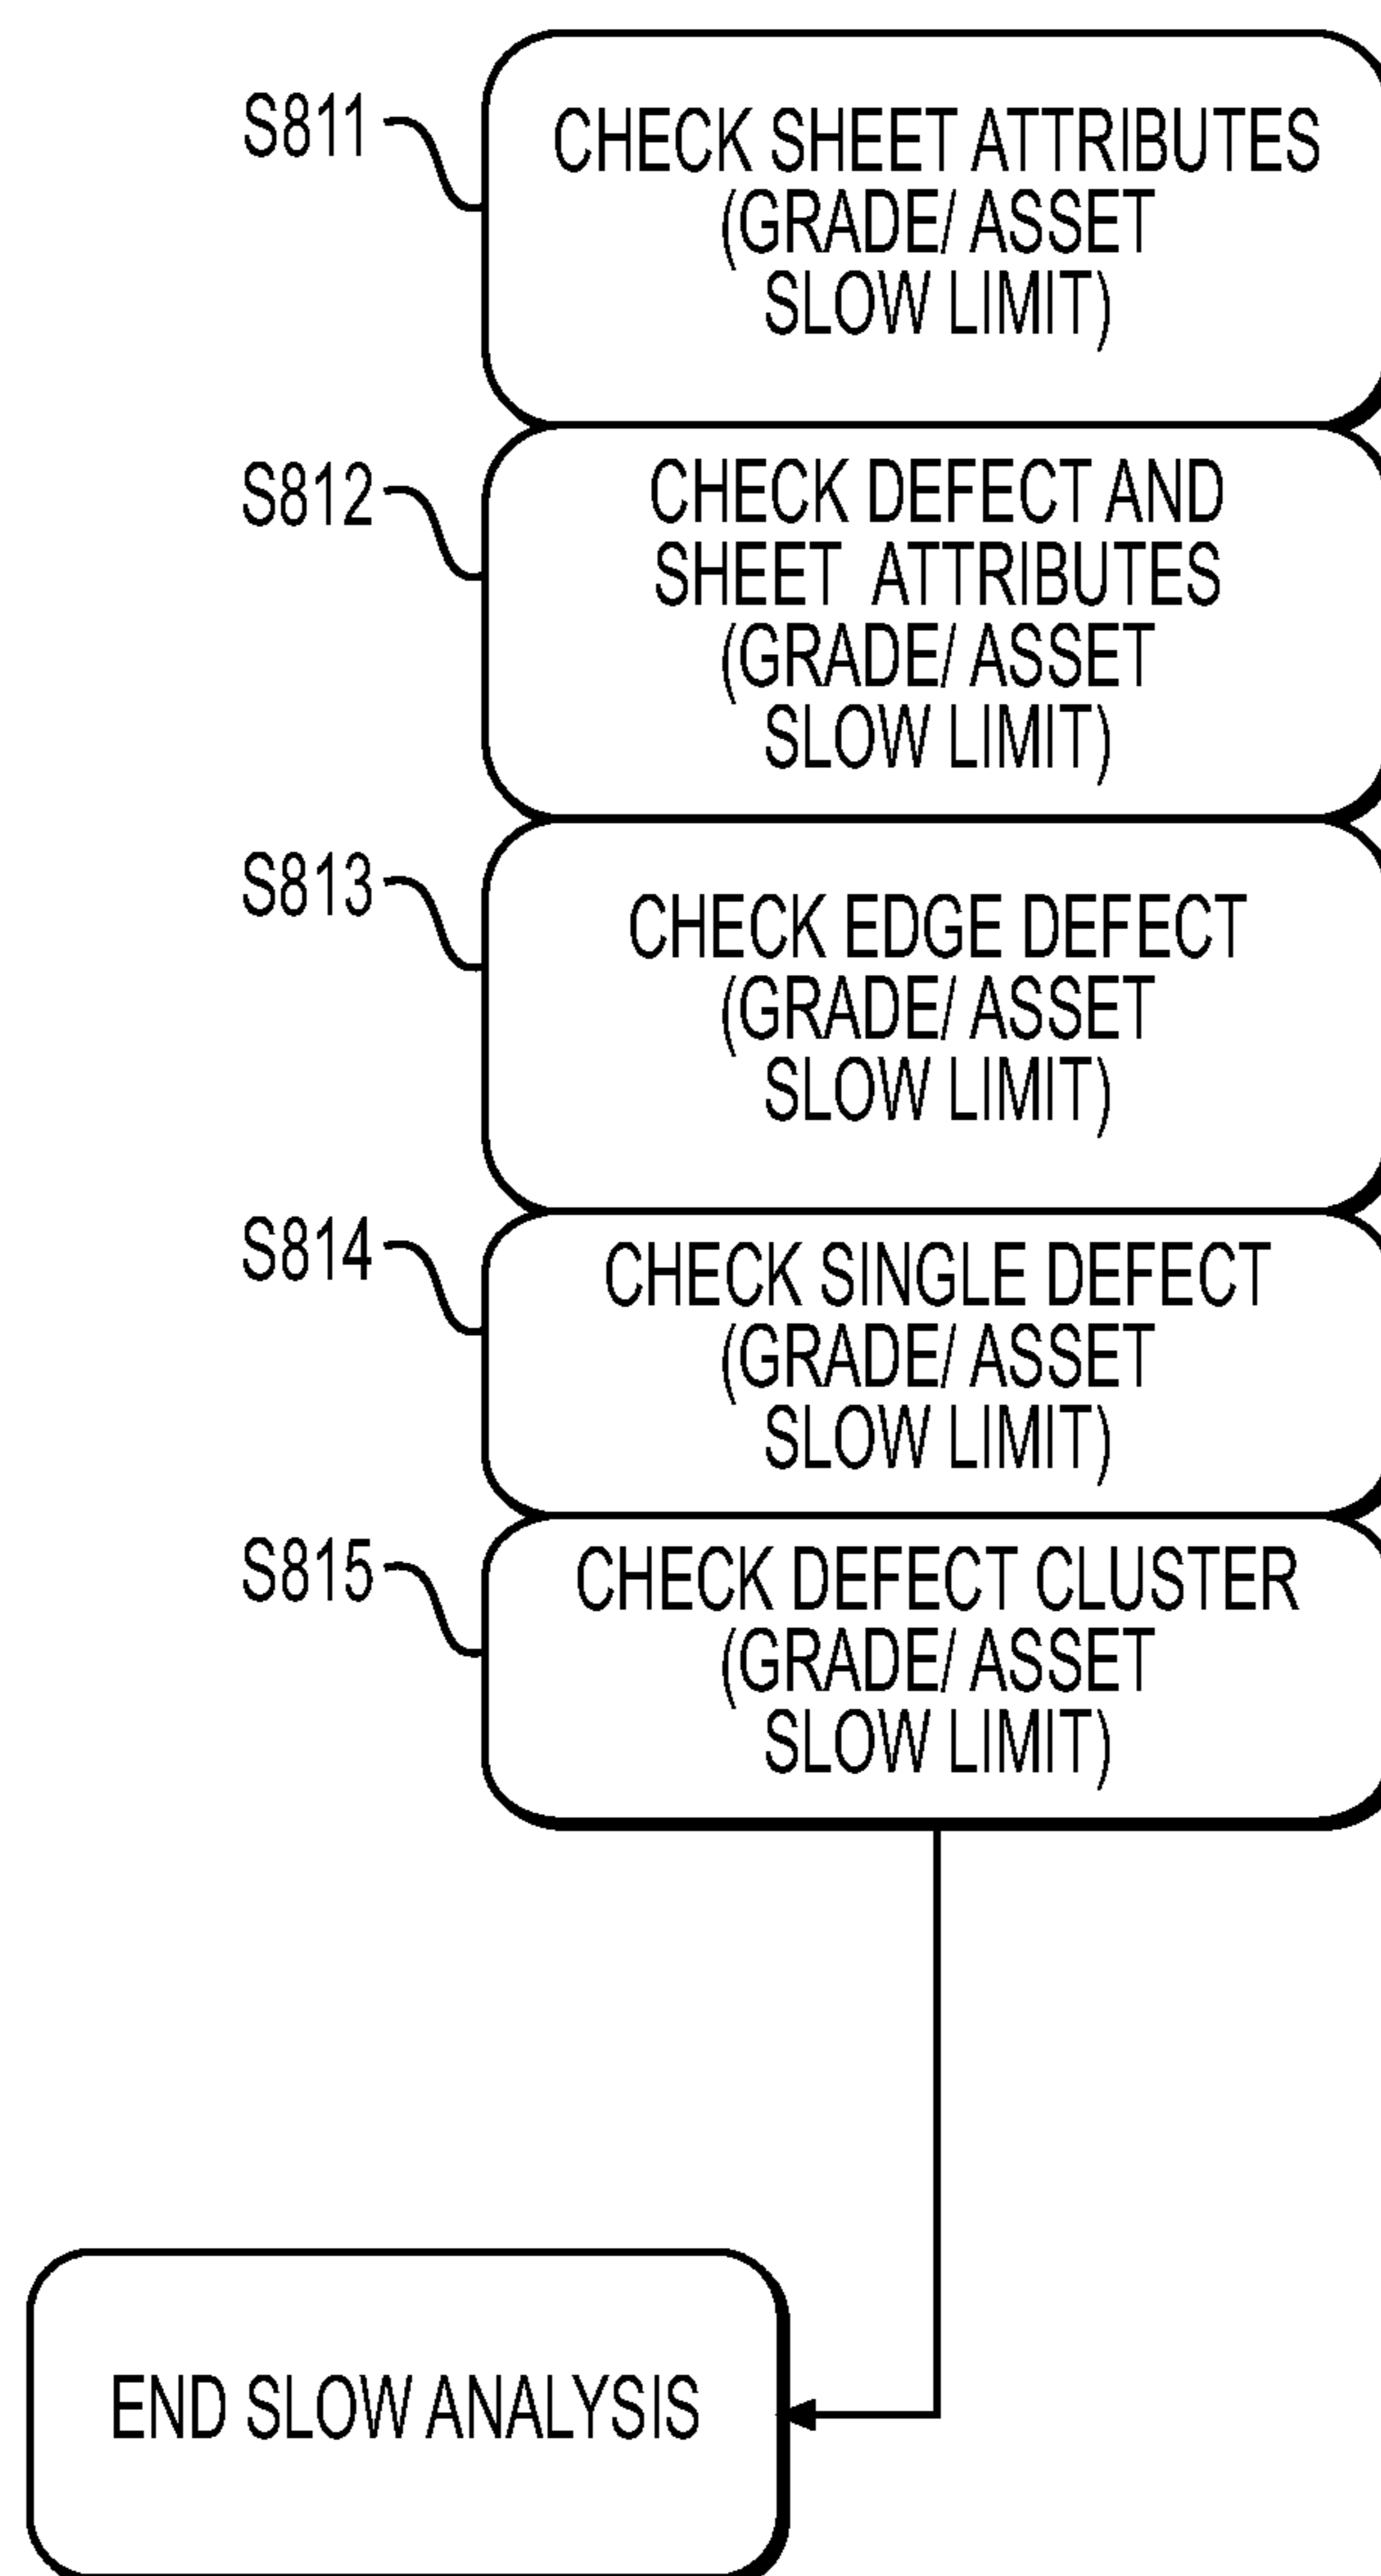 S811
CHECK SHEET ATTRIBUTES
(GRADE/ ASSET
SLOW LIMIT)
S812
CHECK DEFECT AND
SHEET ATTRIBUTES
(GRADE/ ASSET
SLOW LIMIT)
S813
CHECK EDGE DEFECT
(GRADE/ ASSET
SLOW LIMIT)
S814
CHECK SINGLE DEFECT
(GRADE/ ASSET
SLOW LIMIT)
S815
CHECK DEFECT CLUSTER
(GRADE/ ASSET
SLOW LIMIT)
END SLOW ANALYSIS